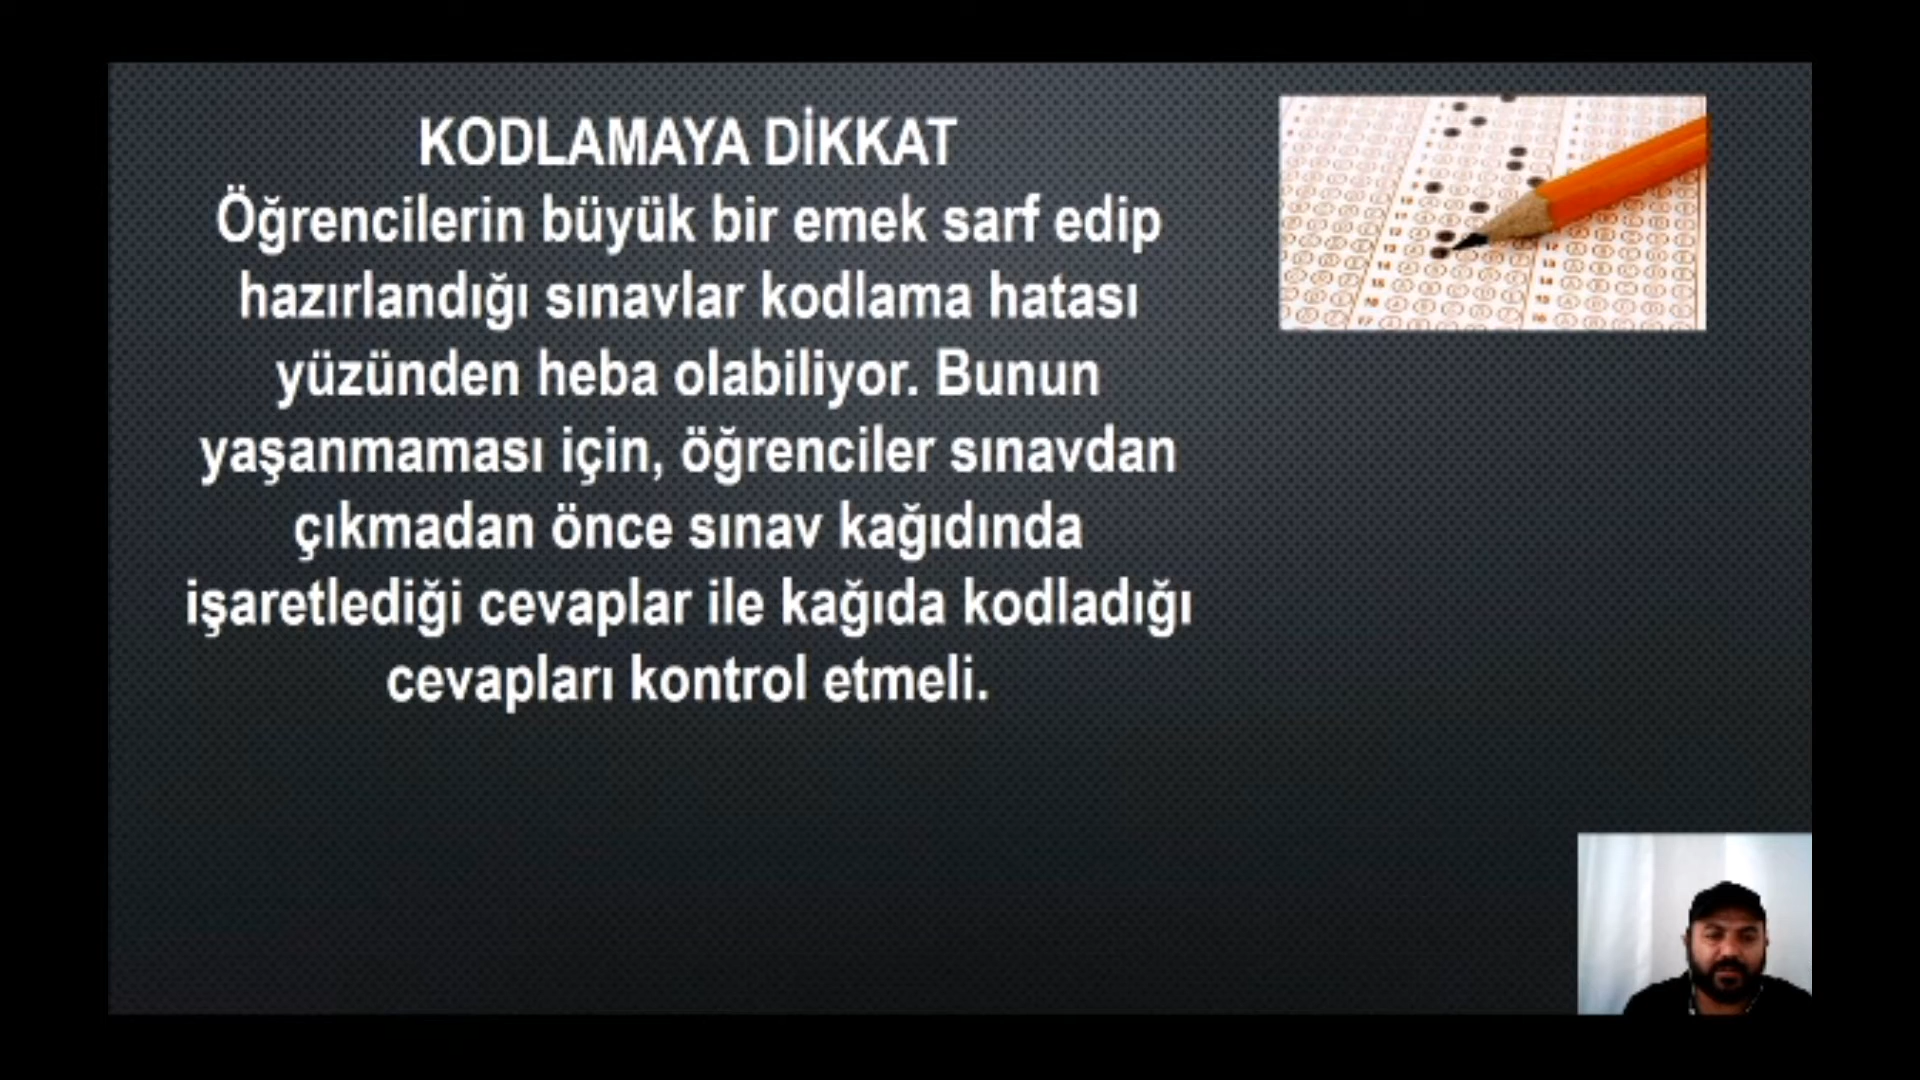 KODLAMAYA DİKKAT
Öğrencilerin büyük bir emek sarf edip
hazırlandığı sınavlar kodlama hatası
yüzünden heba olabiliyor. Bunun
yaşanmaması için, öğrenciler sınavdan
çıkmadan önce sınav kağıdında
işaretlediği cevaplar ile kağıda kodladığı
cevapları kontrol etmeli.